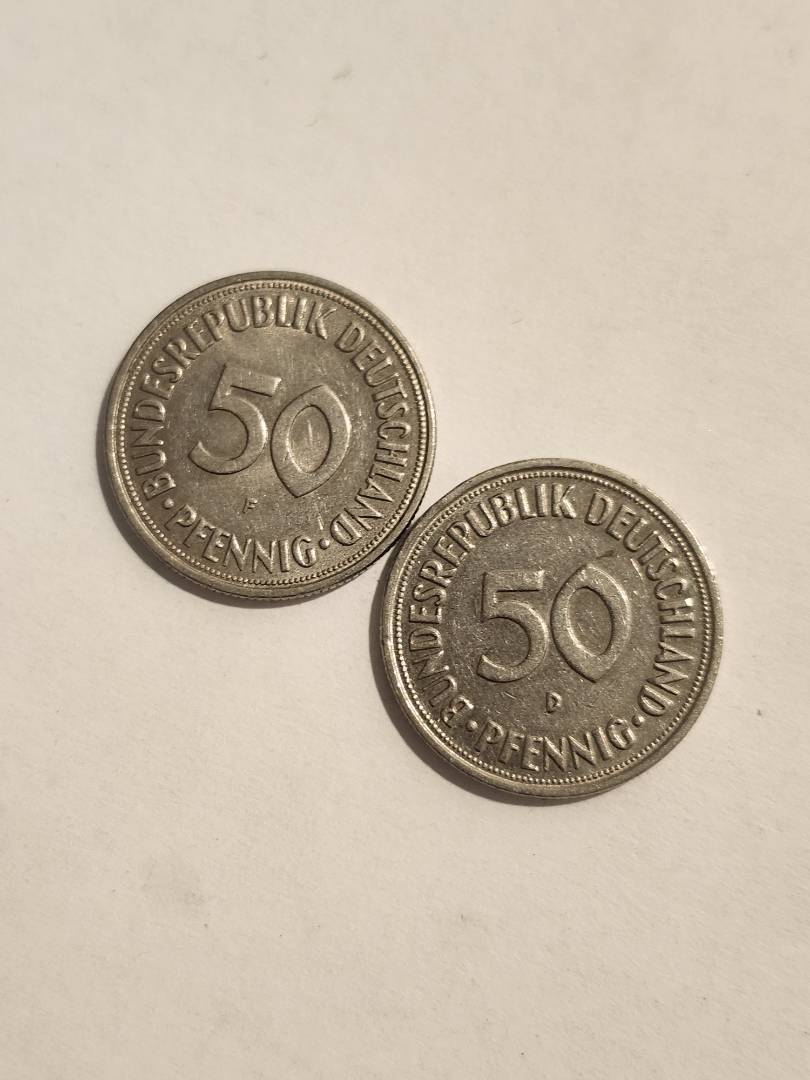 BUNDESREPUBLIK DEUTSCHLAND
50
F
· PFENNIG ·
BUNDESREPUBLIK DEUTSCHLAND
50
D
· PFENNIG ·